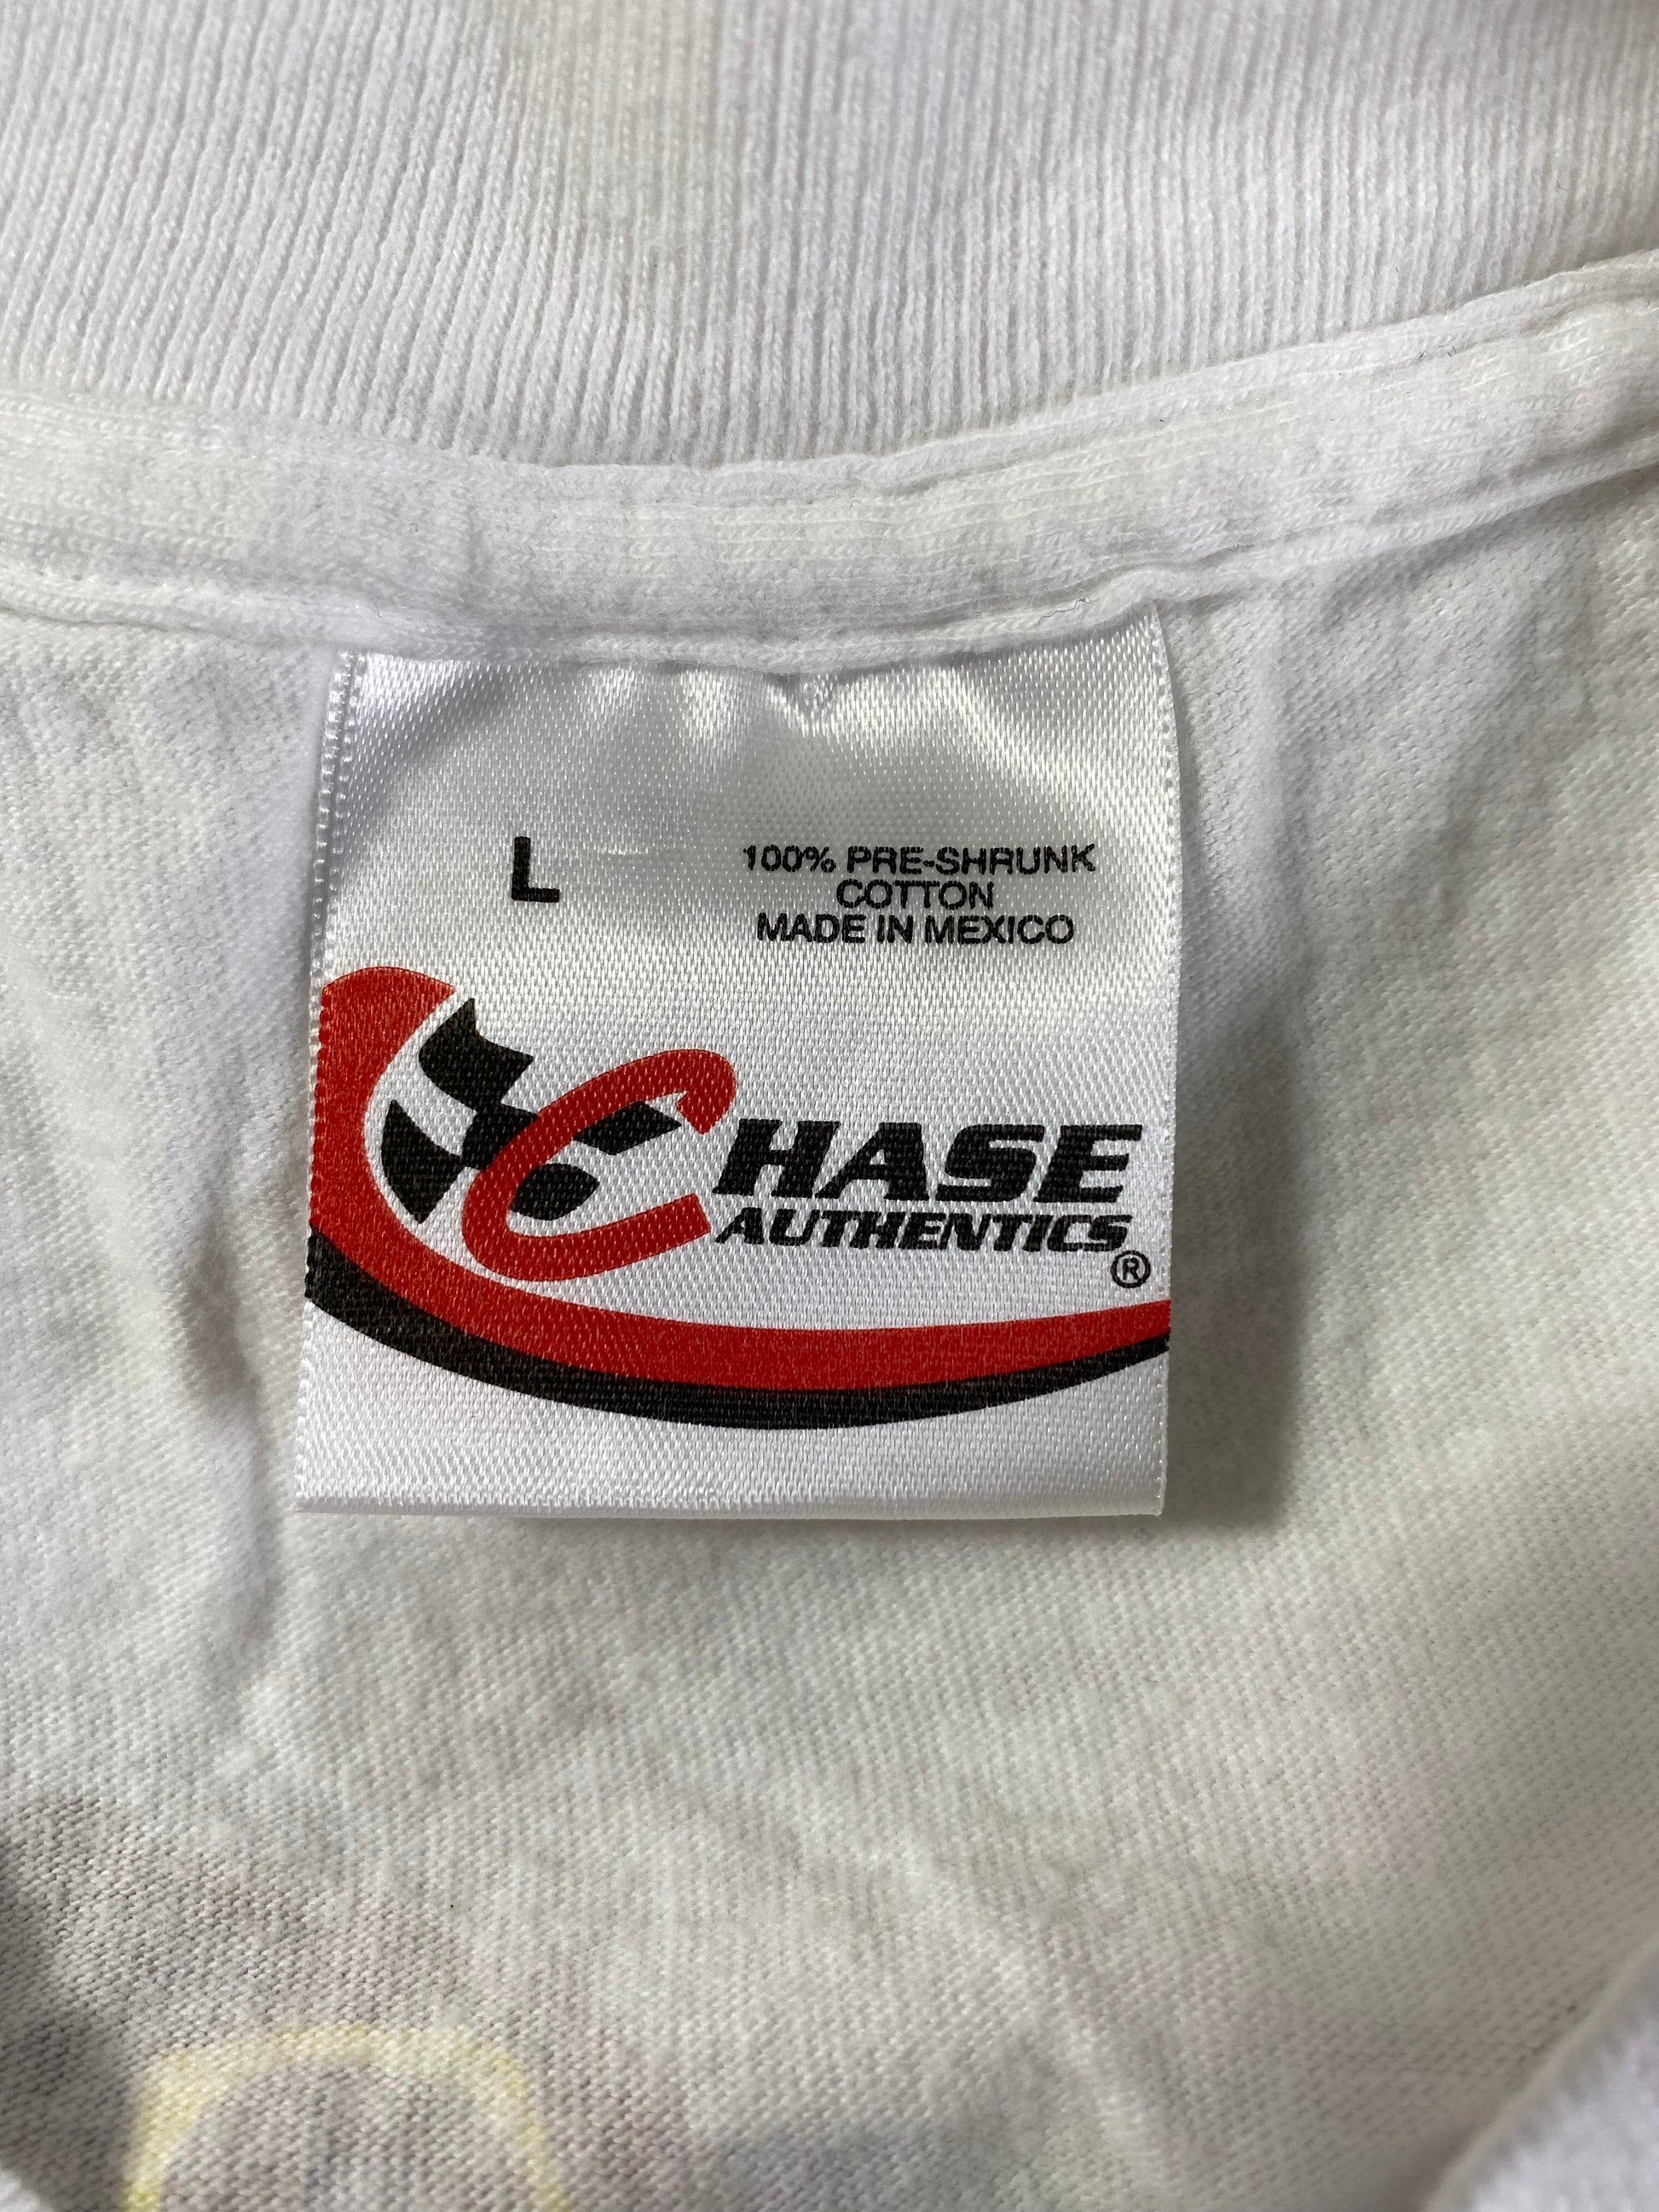 L
100% PRE-SHRUNK
COTTON
MADE IN MEXICO
CHASE
AUTHENTICS®